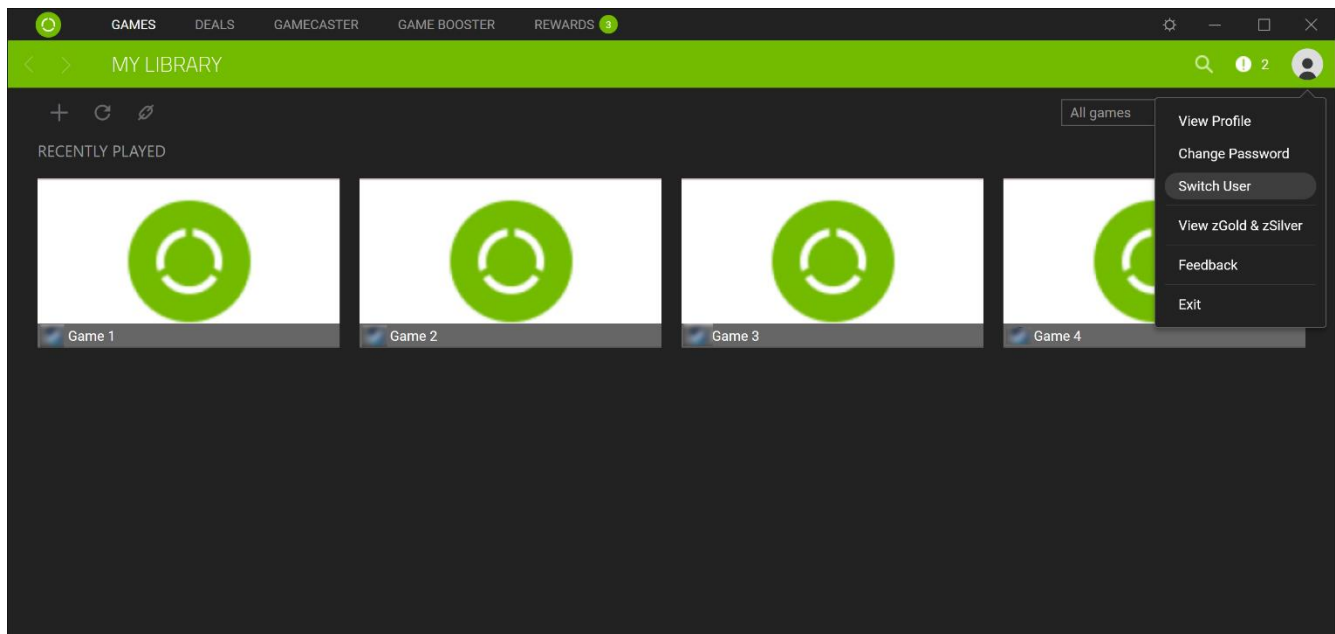 GAMES DEALS GAMECASTER GAME BOOSTER REWARDS 3
MY LIBRARY 2
All games
RECENTLY PLAYED
View Profile
Change Password
Switch User
View zGold & zSilver
Feedback
Exit
Game 1 Game 2 Game 3 Game 4